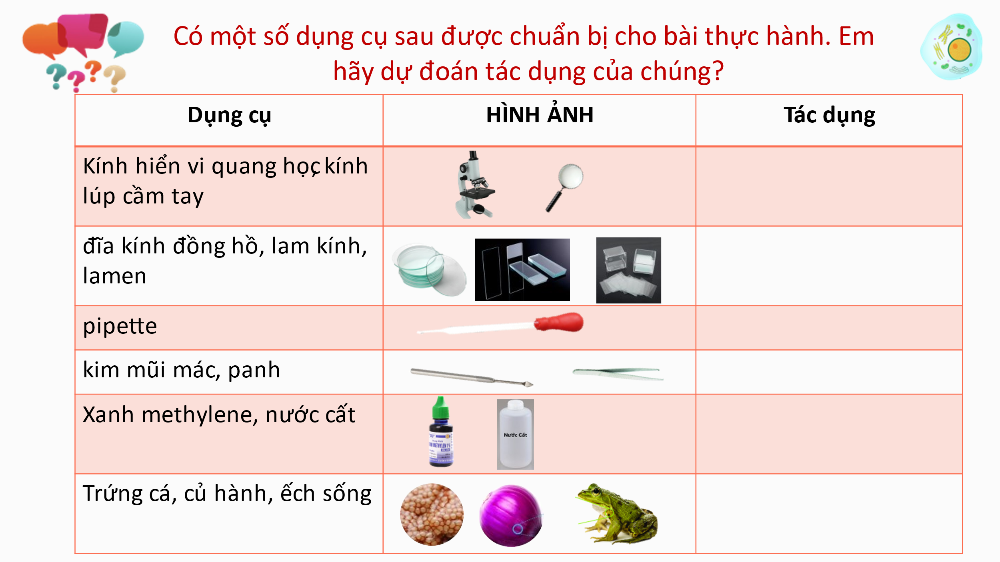 Có một số dụng cụ sau được chuẩn bị cho bài thực hành. Em
hãy dự đoán tác dụng của chúng?
Dụng cụ
HÌNH ẢNH
Tác dụng
Kính hiển vi quang học, kính
lúp cầm tay
đĩa kính đồng hồ, lam kính,
lamen
pipette
kim mũi mác, panh
Xanh methylene, nước cất
METHYLEN 1%
Nước Cất
Trứng cá, củ hành, ếch sống